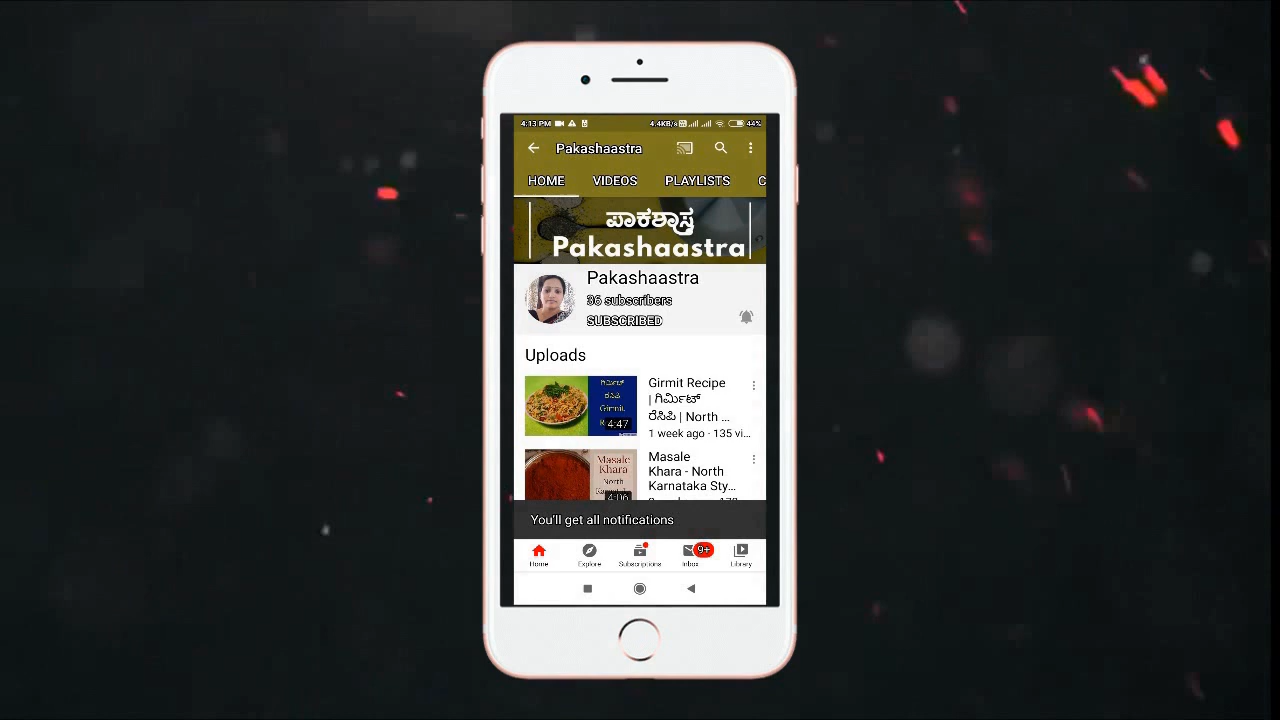 4:13 PM 4.4KB/s 44%
Pakashaastra
HOME VIDEOS PLAYLISTS C
ಪಾಕಶಾಸ್ತ್ರ
Pakashaastra
Pakashaastra
36 subscribers
SUBSCRIBED
Uploads
ಗಿರ್ಮಿಟ್
ರೆಸಿಪಿ
Girmit
R
4:47
Girmit Recipe
| ಗಿರ್ಮಿಟ್
ರೆಸಿಪಿ | North ...
1 week ago · 135 vi...
Masale
Khara
North
4:06
Masale
Khara - North
Karnataka Sty...
You'll get all notifications
9+
Home Explore Subscriptions Inbox Library